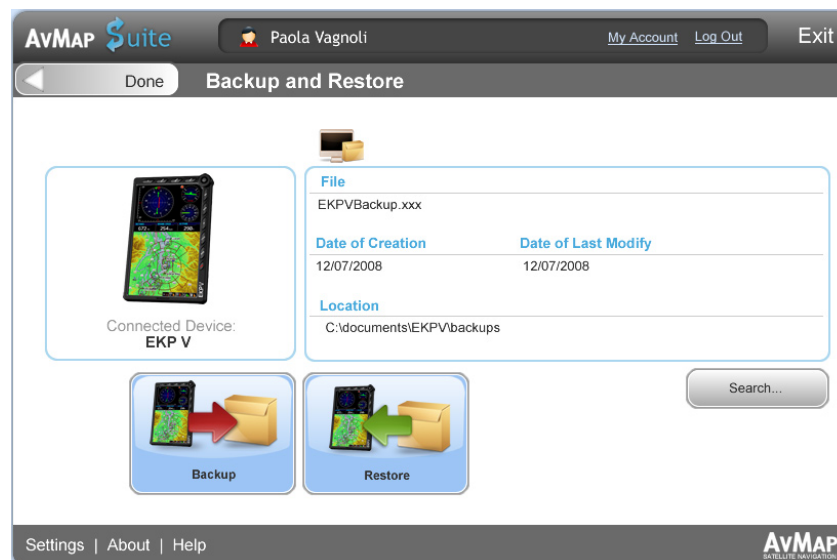 AvMap Suite Paola Vagnoli My Account Log Out Exit
Done Backup and Restore
File
EKPVBackup.xxx
Date of Creation Date of Last Modify
12/07/2008 12/07/2008
Location
C:\documents\EKPV\backups
Connected Device:
EKP V
Search...
Backup Restore
Settings | About | Help
AvMap
SATELLITE NAVIGATION